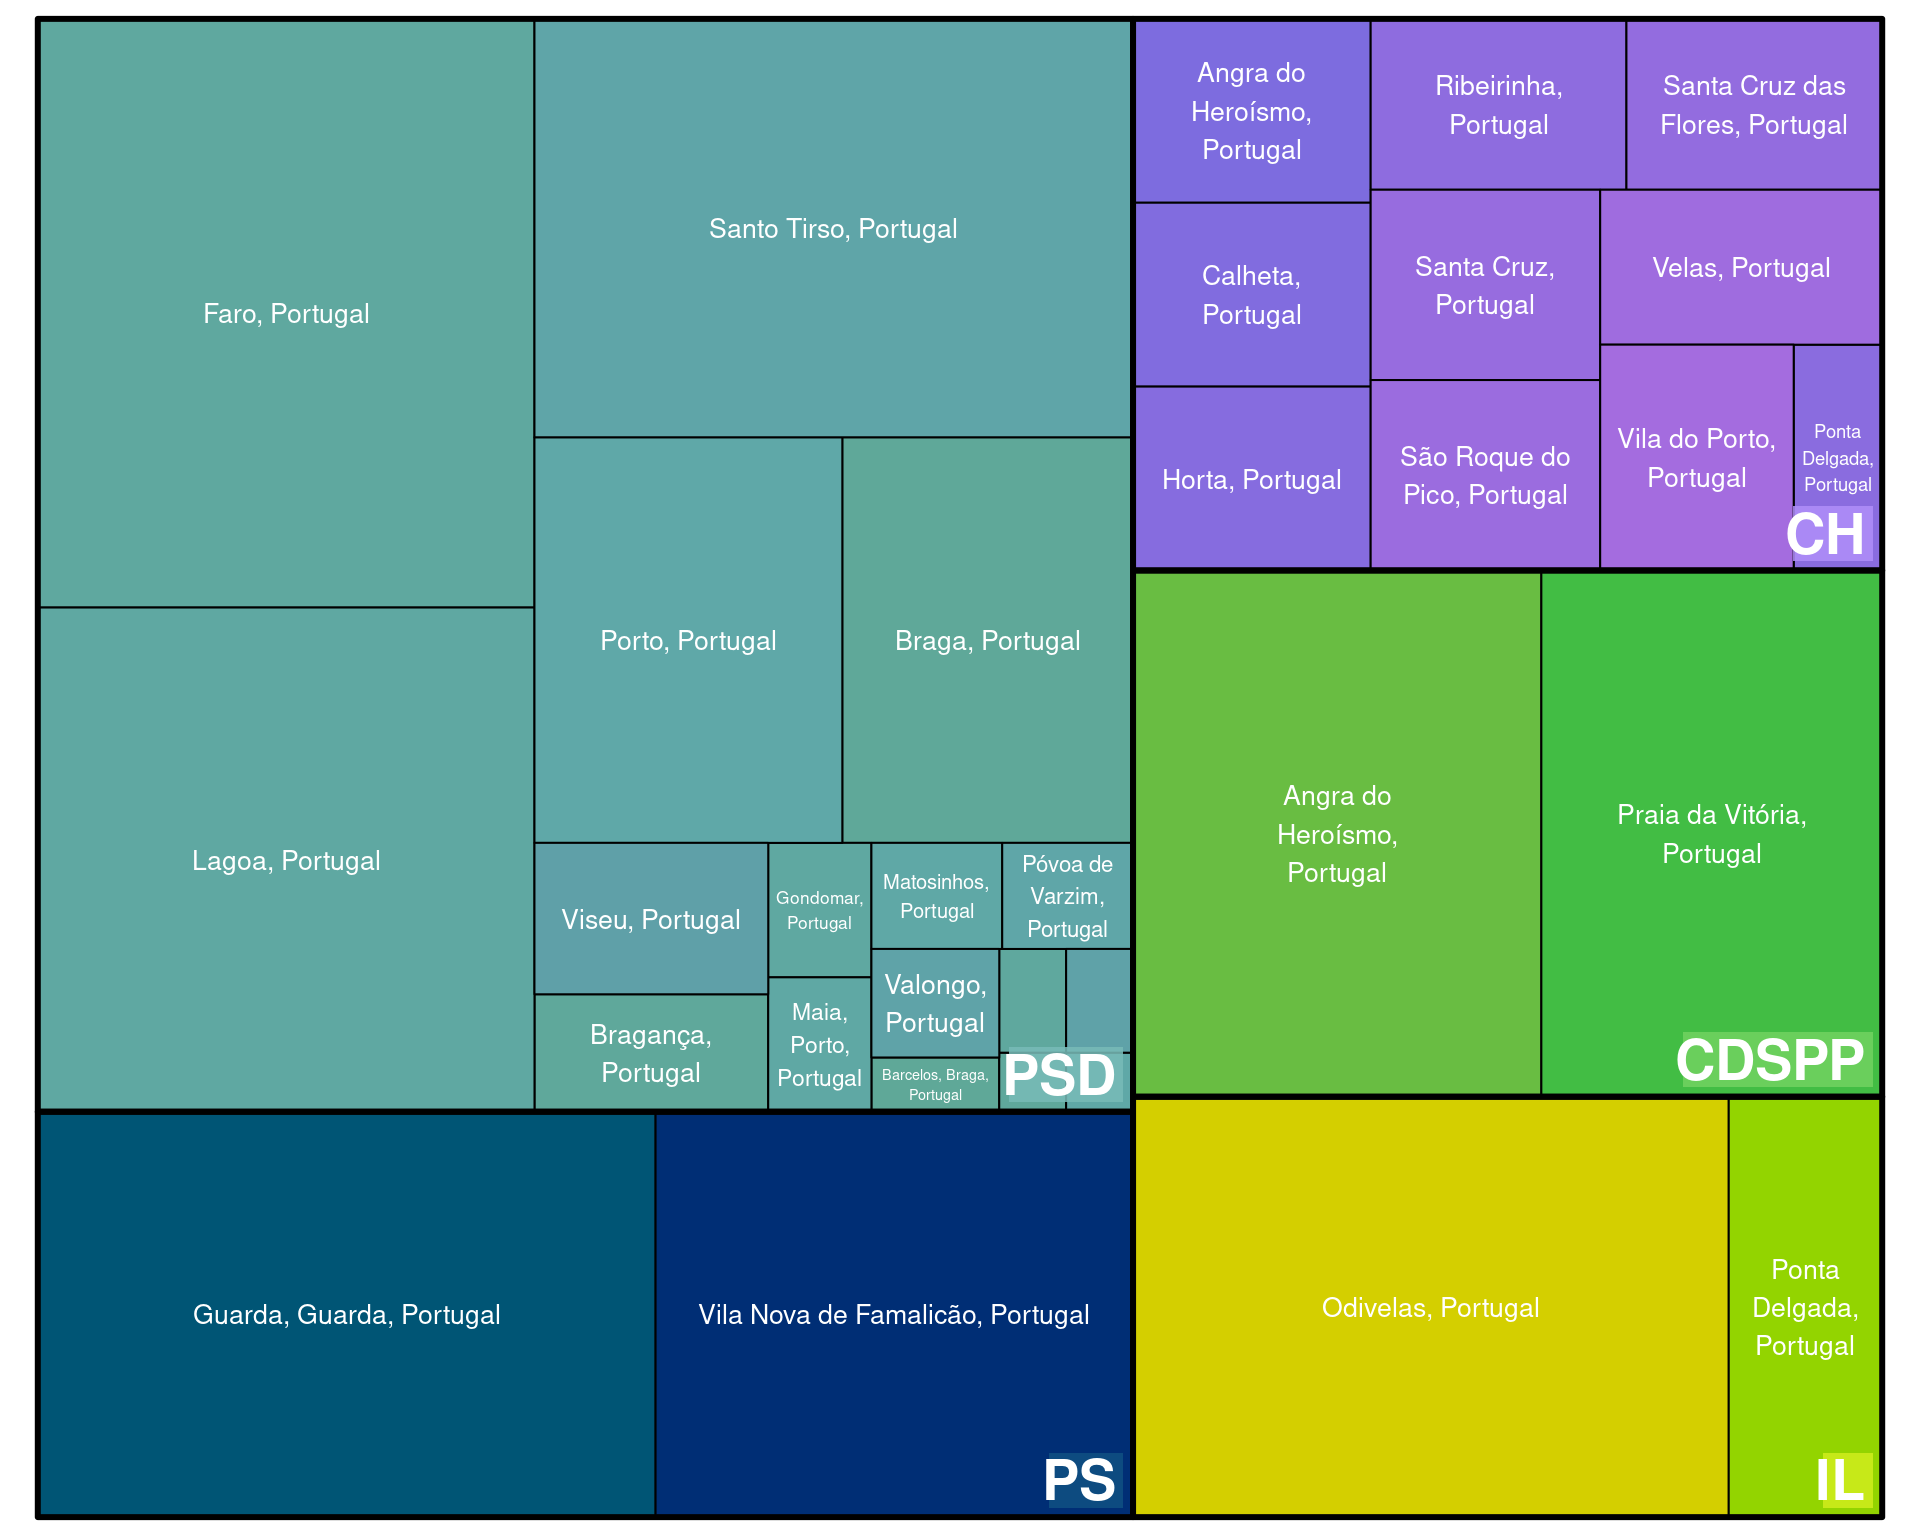 Faro, Portugal
Santo Tirso, Portugal
Lagoa, Portugal
Porto, Portugal
Braga, Portugal
Viseu, Portugal
Bragança,
Portugal
Gondomar,
Portugal
Maia,
Porto,
Portugal
Matosinhos,
Portugal
Póvoa de
Varzim,
Portugal
Valongo,
Portugal
Barcelos, Braga,
Portugal
PSD
Guarda, Guarda, Portugal
Vila Nova de Famalicão, Portugal
PS
Angra do
Heroísmo,
Portugal
Calheta,
Portugal
Horta, Portugal
Ribeirinha,
Portugal
Santa Cruz das
Flores, Portugal
Santa Cruz,
Portugal
Velas, Portugal
São Roque do
Pico, Portugal
Vila do Porto,
Portugal
Ponta
Delgada,
Portugal
CH
Angra do
Heroísmo,
Portugal
Praia da Vitória,
Portugal
CDSPP
Odivelas, Portugal
Ponta
Delgada,
Portugal
IL